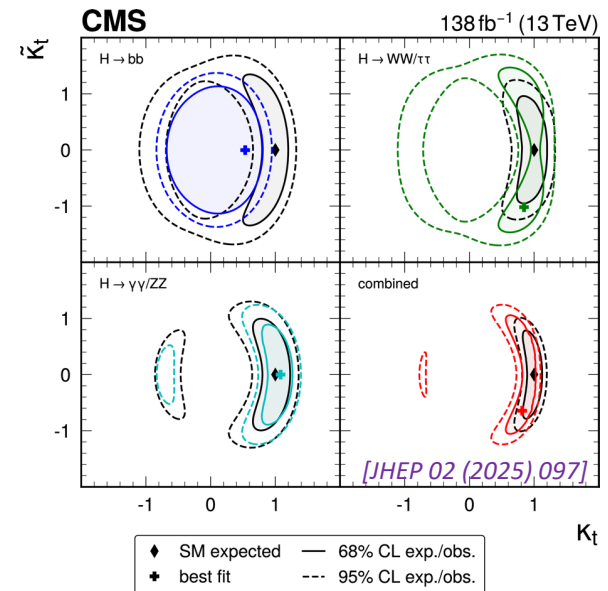 CMS 138 fb⁻¹ (13 TeV)
κ̃ₜ
H→bb H→WW/ττ
1
0
-1
H→γγ/ZZ combined
1
0
-1
[JHEP 02 (2025) 097]
-1 0 1 -1 0 1
κₜ
SM expected 68% CL exp./obs.
best fit 95% CL exp./obs.